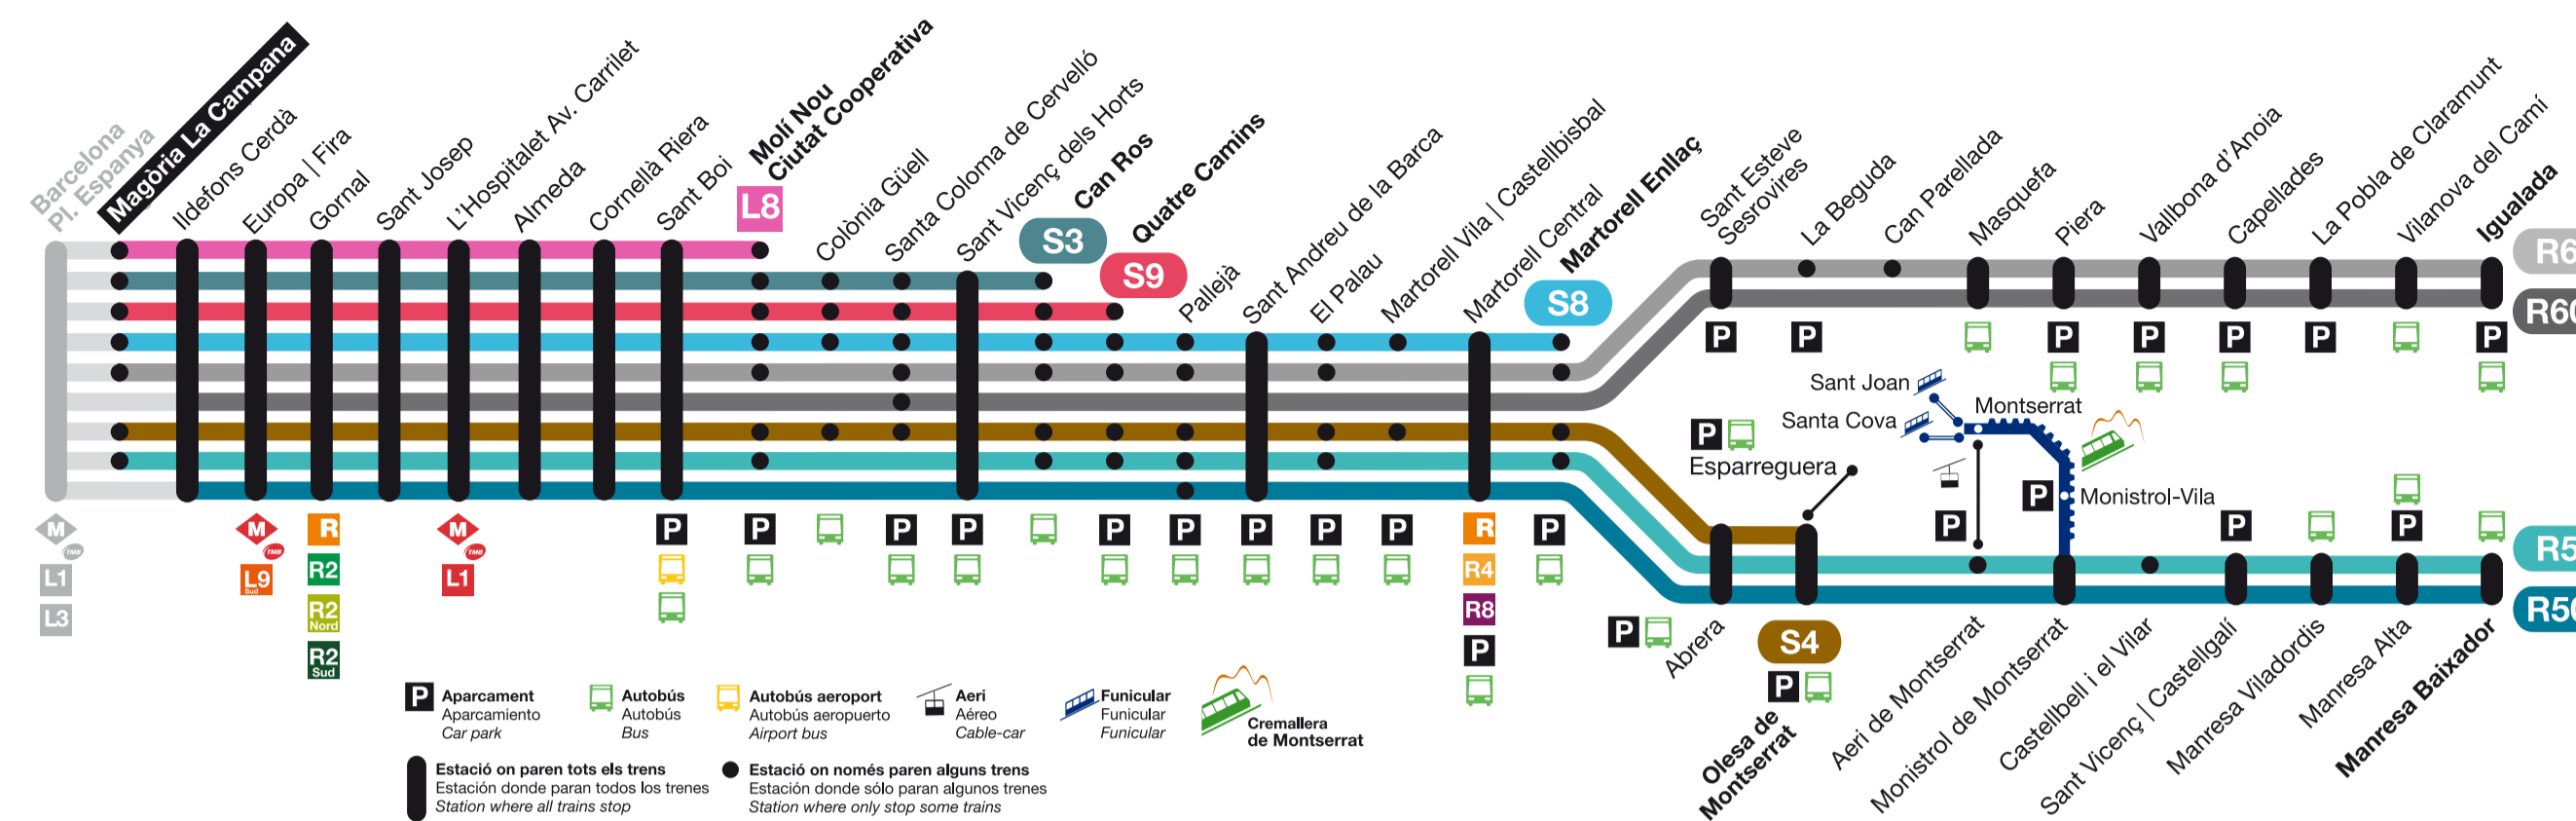 Barcelona
Pl. Espanya
Magòria La Campana
Ildefons Cerdà
Europa | Fira
Gornal
Sant Josep
L'Hospitalet Av. Carrilet
Almeda
Cornellà Riera
Sant Boi
Molí Nou
Ciutat Cooperativa
L8
Colònia Güell
Santa Coloma de Cervelló
Sant Vicenç dels Horts
Can Ros
S3
Quatre Camins
S9
Pallejà
Sant Andreu de la Barca
El Palau
Martorell Vila | Castellbisbal
Martorell Central
Martorell Enllaç
S8
Sant Esteve
Sesrovires
La Beguda
Can Parellada
Masquefa
Piera
Vallbona d'Anoia
Capellades
La Pobla de Claramunt
Vilanova del Camí
Igualada
R6
R60
P
P
P
P
P
P
P
Sant Joan
Santa Cova
Montserrat
P
Esparreguera
P
P
Monistrol-Vila
P
P
R5
R50
M
TMB
L1
L3
M
TMB
L9
Sud
R
R2
R2
Nord
R2
Sud
M
TMB
L1
P
P
P
P
P
P
P
P
P
R
R4
R8
P
P
P
Abrera
S4
P
Olesa de
Montserrat
Aeri de Montserrat
Monistrol de Montserrat
Castellbell i el Vilar
Sant Vicenç | Castellgalí
Manresa Viladordis
Manresa Alta
Manresa Baixador
P
Aparcament
Aparcamiento
Car park
Autobús
Autobús
Bus
Autobús aeroport
Autobús aeropuerto
Airport bus
Aeri
Aéreo
Cable-car
Funicular
Funicular
Funicular
Cremallera
de Montserrat
Estació on paren tots els trens
Estación donde paran todos los trenes
Station where all trains stop
Estació on només paren alguns trens
Estación donde sólo paran algunos trenes
Station where only stop some trains